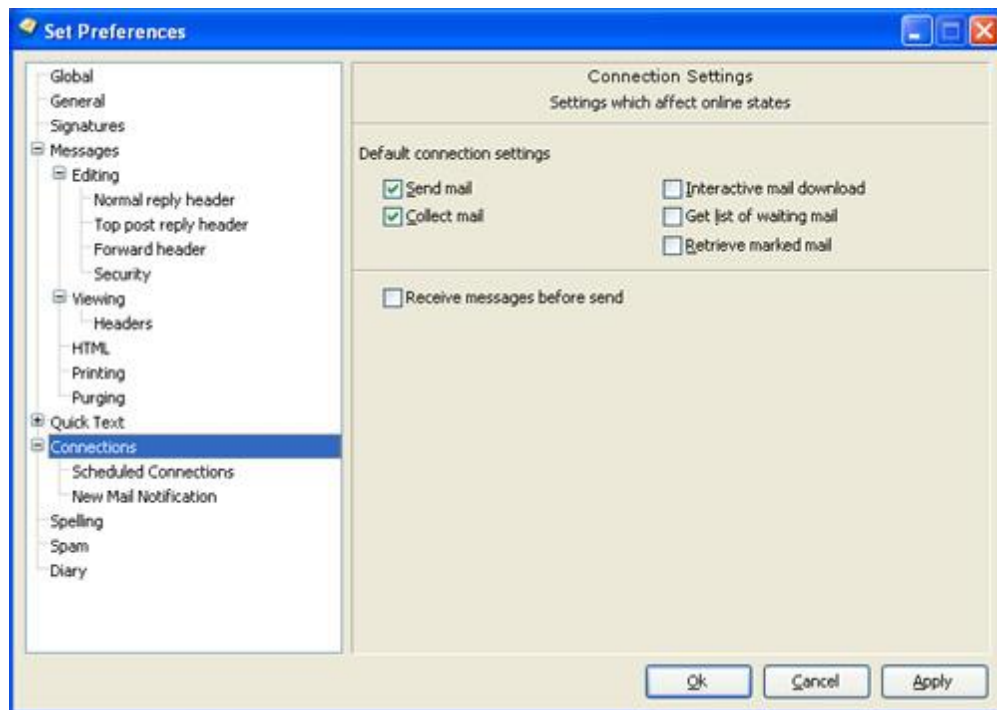 Set Preferences
Global
General
Signatures
Messages
Editing
Normal reply header
Top post reply header
Forward header
Security
Viewing
Headers
HTML
Printing
Purging
Quick Text
Connections
Scheduled Connections
New Mail Notification
Spelling
Spam
Diary
Connection Settings
Settings which affect online states
Default connection settings
Send mail
Collect mail
Interactive mail download
Get list of waiting mail
Retrieve marked mail
Receive messages before send
Ok
Cancel
Apply